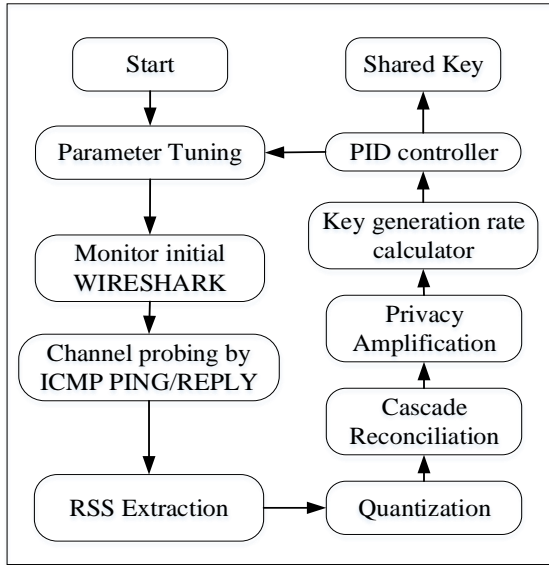 Start
Parameter Tuning
Monitor initial
WIRESHARK
Channel probing by
ICMP PING/REPLY
RSS Extraction
Quantization
Cascade
Reconciliation
Privacy
Amplification
Key generation rate
calculator
PID controller
Shared Key